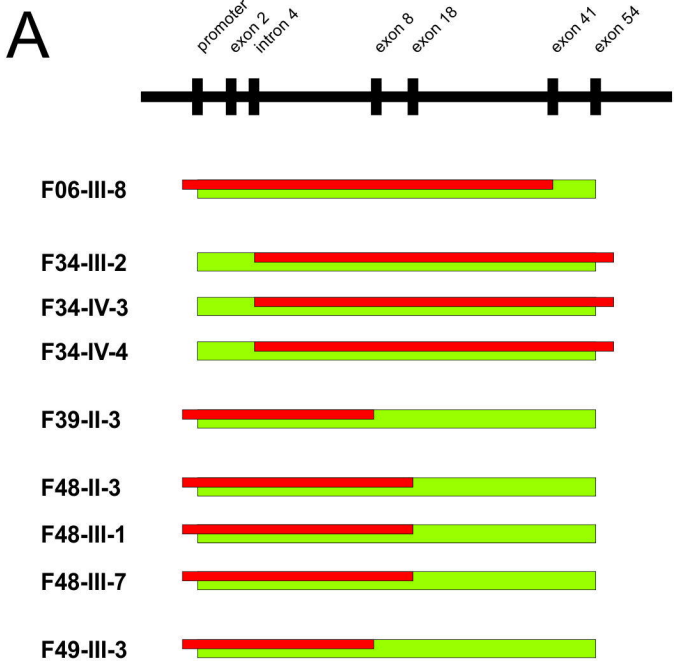 A
promoter
exon 2
intron 4
exon 8
exon 18
exon 41
exon 54
F06-III-8
F34-III-2
F34-IV-3
F34-IV-4
F39-II-3
F48-II-3
F48-III-1
F48-III-7
F49-III-3